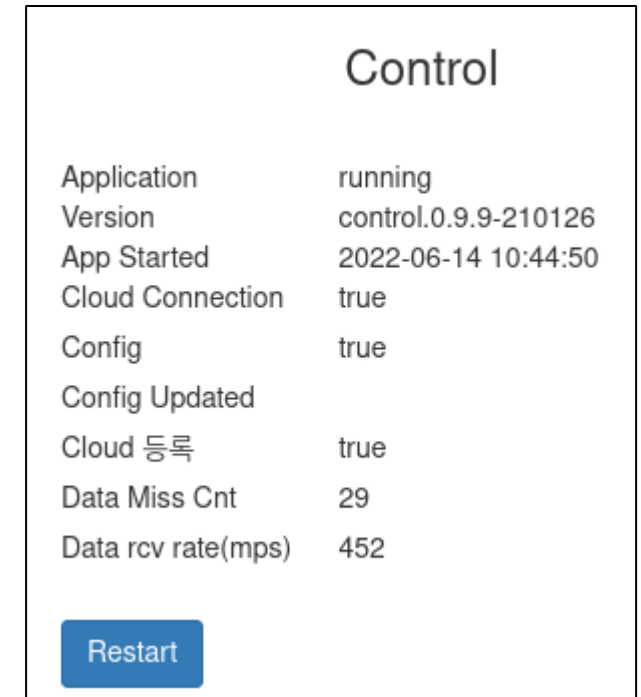 Control
Application running
Version control.0.9.9-210126
App Started 2022-06-14 10:44:50
Cloud Connection true
Config true
Config Updated
Cloud 등록 true
Data Miss Cnt 29
Data rcv rate(mps) 452
Restart